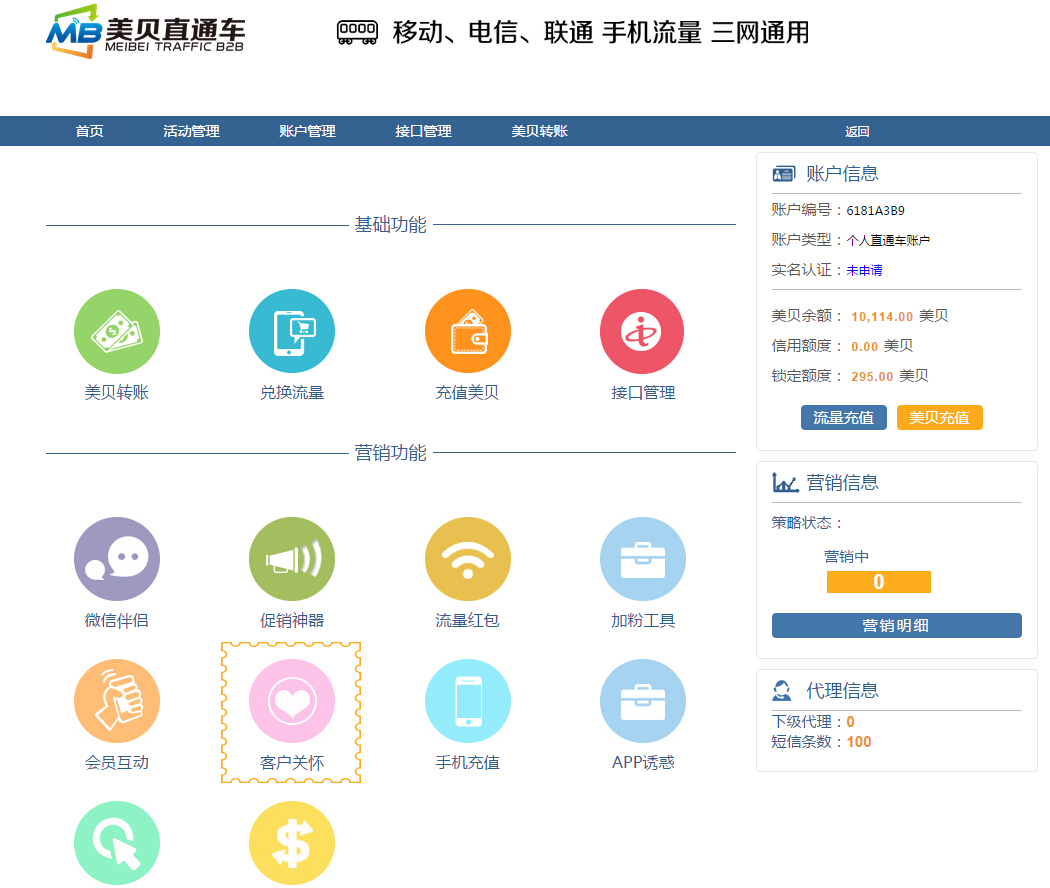 MB 美贝直通车
MEIBEI TRAFFIC B2B
移动、电信、联通 手机流量 三网通用
首页 活动管理 账户管理 接口管理 美贝转账 返回
基础功能
美贝转账 兑换流量 充值美贝 接口管理
营销功能
微信伴侣 促销神器 流量红包 加粉工具
会员互动 客户关怀 手机充值 APP诱惑
账户信息
账户编号：6181A3B9
账户类型：个人直通车账户
实名认证：未申请
美贝余额： 10,114.00 美贝
信用额度： 0.00 美贝
锁定额度： 295.00 美贝
流量充值 美贝充值
营销信息
策略状态：
营销中
0
营销明细
代理信息
下级代理：0
短信条数：100